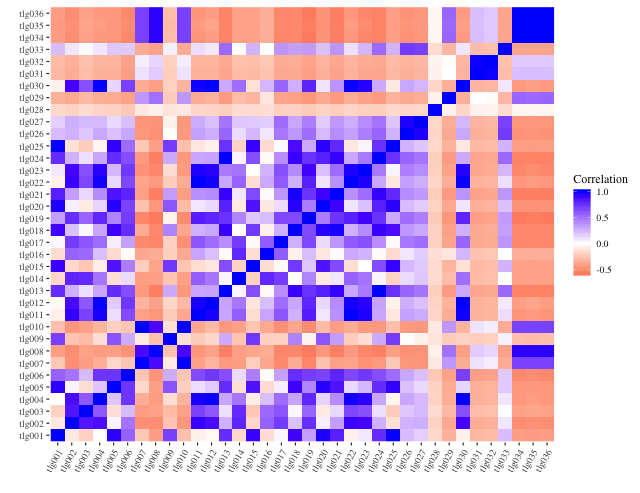 tlg036
tlg035
tlg034
tlg033
tlg032
tlg031
tlg030
tlg029
tlg028
tlg027
tlg026
tlg025
tlg024
tlg023
tlg022
tlg021
tlg020
tlg019
tlg018
tlg017
tlg016
tlg015
tlg014
tlg013
tlg012
tlg011
tlg010
tlg009
tlg008
tlg007
tlg006
tlg005
tlg004
tlg003
tlg002
tlg001
tlg001 tlg002 tlg003 tlg004 tlg005 tlg006 tlg007 tlg008 tlg009 tlg010 tlg011 tlg012 tlg013 tlg014 tlg015 tlg016 tlg017 tlg018 tlg019 tlg020 tlg021 tlg022 tlg023 tlg024 tlg025 tlg026 tlg027 tlg028 tlg029 tlg030 tlg031 tlg032 tlg033 tlg034 tlg035 tlg036
Correlation
1.0
0.5
0.0
-0.5